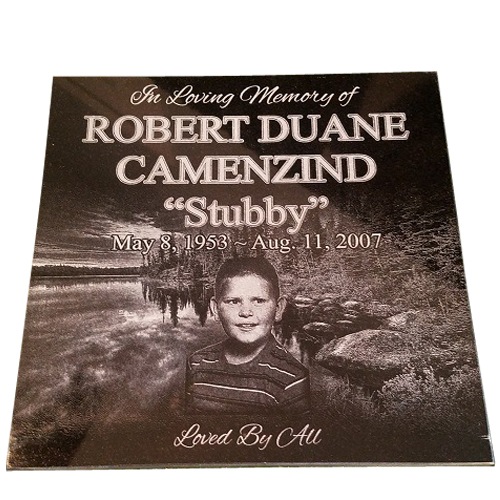 In Loving Memory of
ROBERT DUANE
CAMENZIND
“Stubby”
May 8, 1953 ~ Aug. 11, 2007
Loved By All